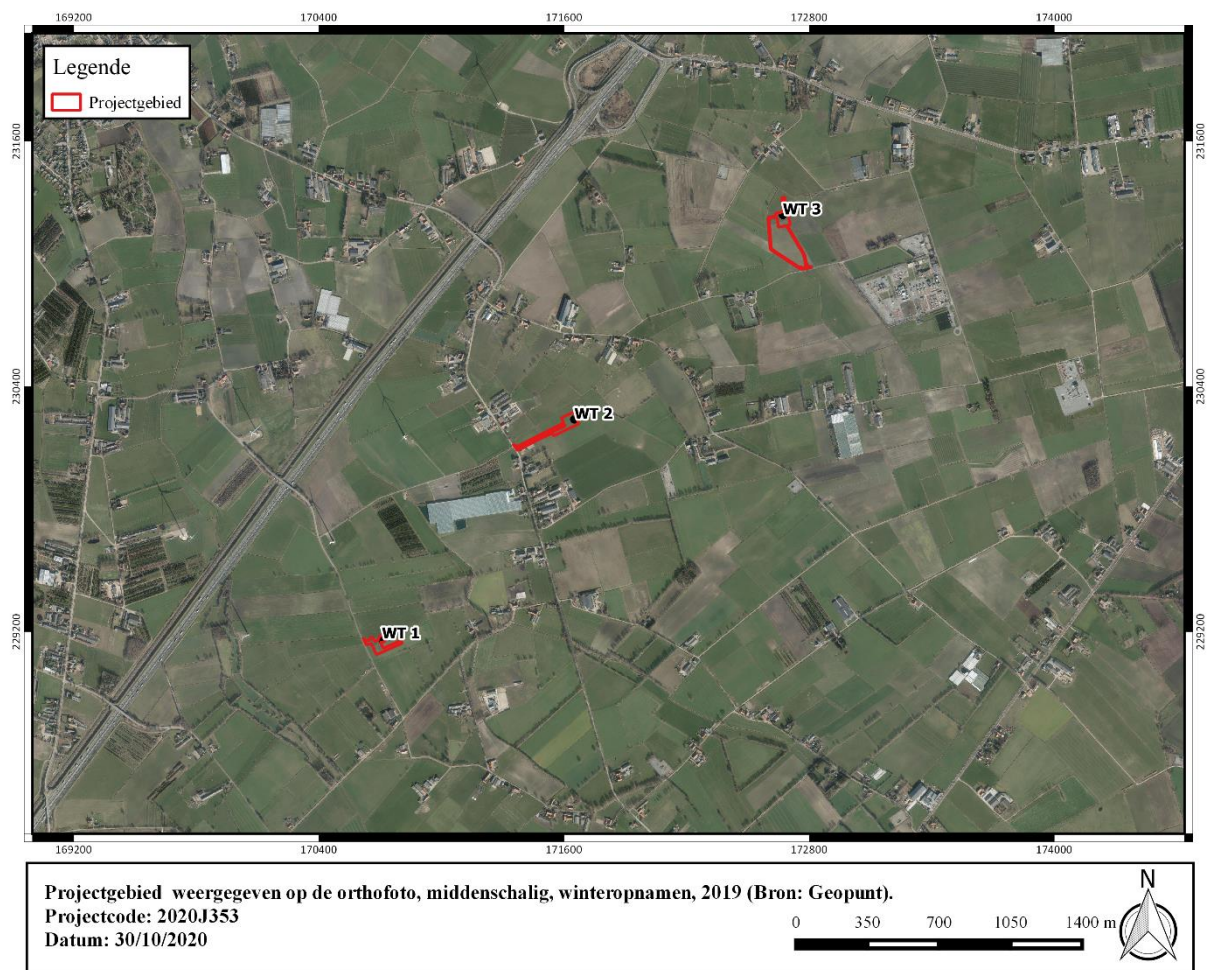 169200 170400 171600 172800 174000
Legende
Projectgebied
231600 231600
WT 3
230400 230400
WT 2
229200 229200
WT 1
169200 170400 171600 172800 174000
Projectgebied weergegeven op de orthofoto, middenschalig, winteropnamen, 2019 (Bron: Geopunt).
Projectcode: 2020J353
Datum: 30/10/2020
0 350 700 1050 1400 m
N